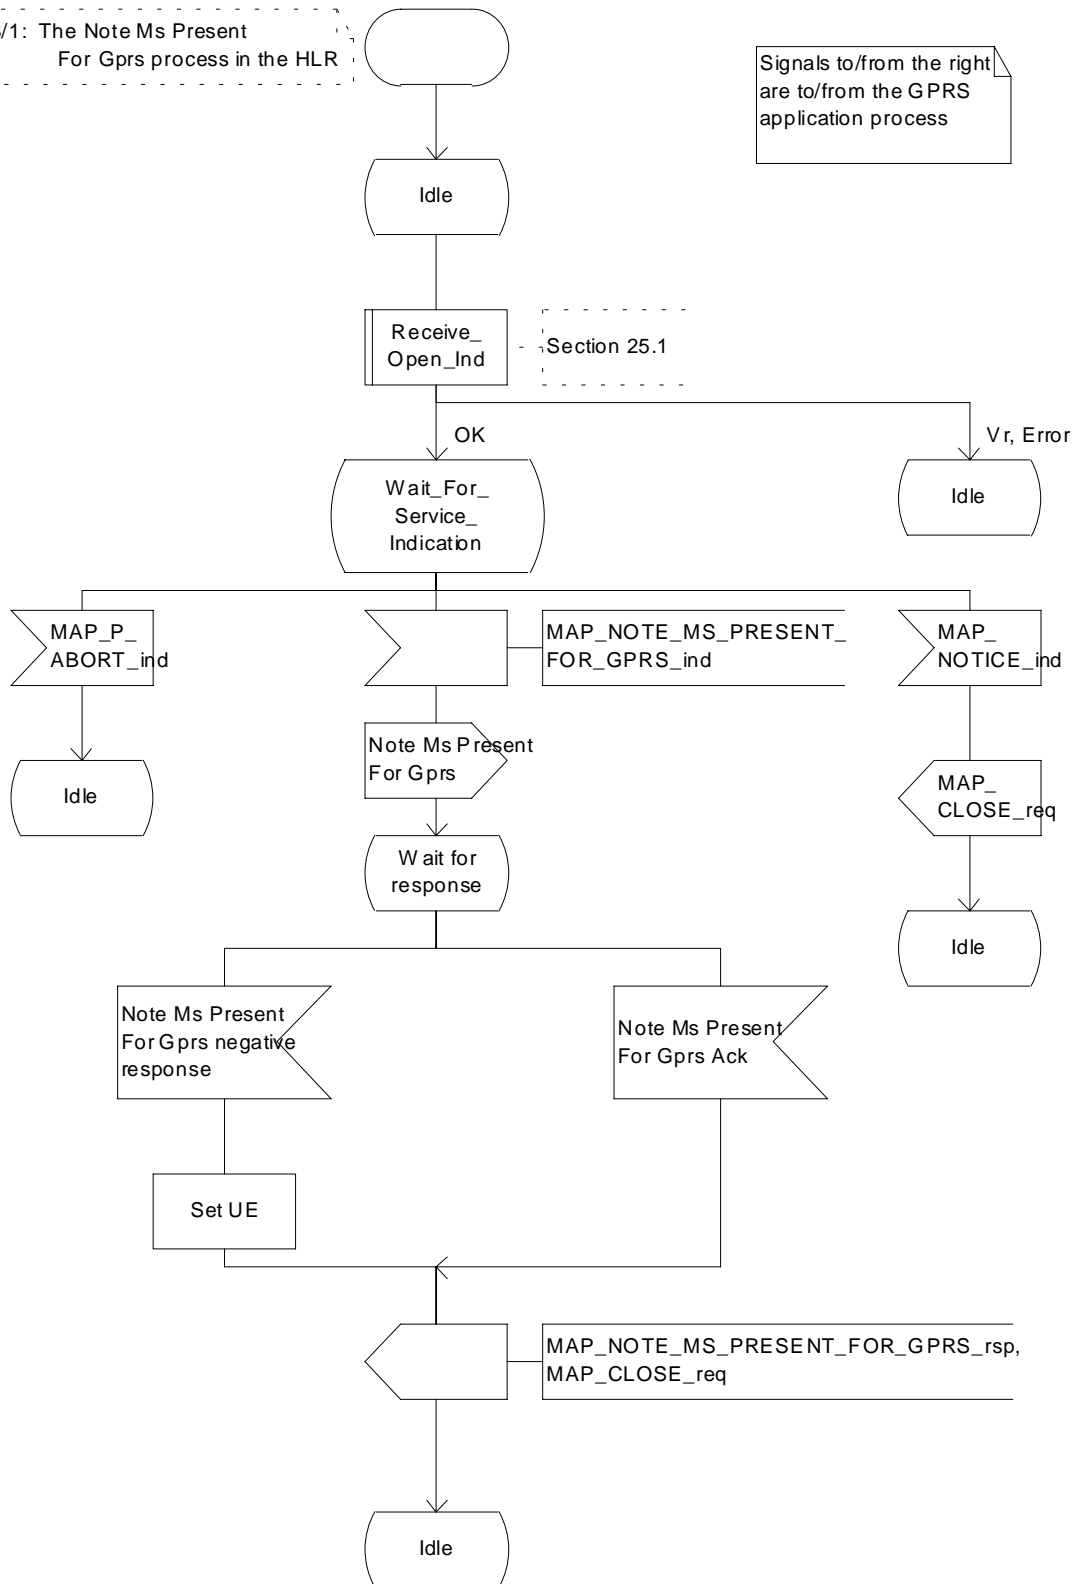 /1: The Note Ms Present
For Gprs process in the HLR
Signals to/from the right
are to/from the GPRS
application process
Idle
Receive_
Open_Ind
Section 25.1
OK
Vr, Error
Wait_For_
Service_
Indication
Idle
MAP_P_
ABORT_ind
MAP_NOTE_MS_PRESENT_
FOR_GPRS_ind
MAP_
NOTICE_ind
Note Ms Present
For Gprs
Idle
MAP_
CLOSE_req
Wait for
response
Idle
Note Ms Present
For Gprs negative
response
Note Ms Present
For Gprs Ack
Set UE
MAP_NOTE_MS_PRESENT_FOR_GPRS_rsp,
MAP_CLOSE_req
Idle